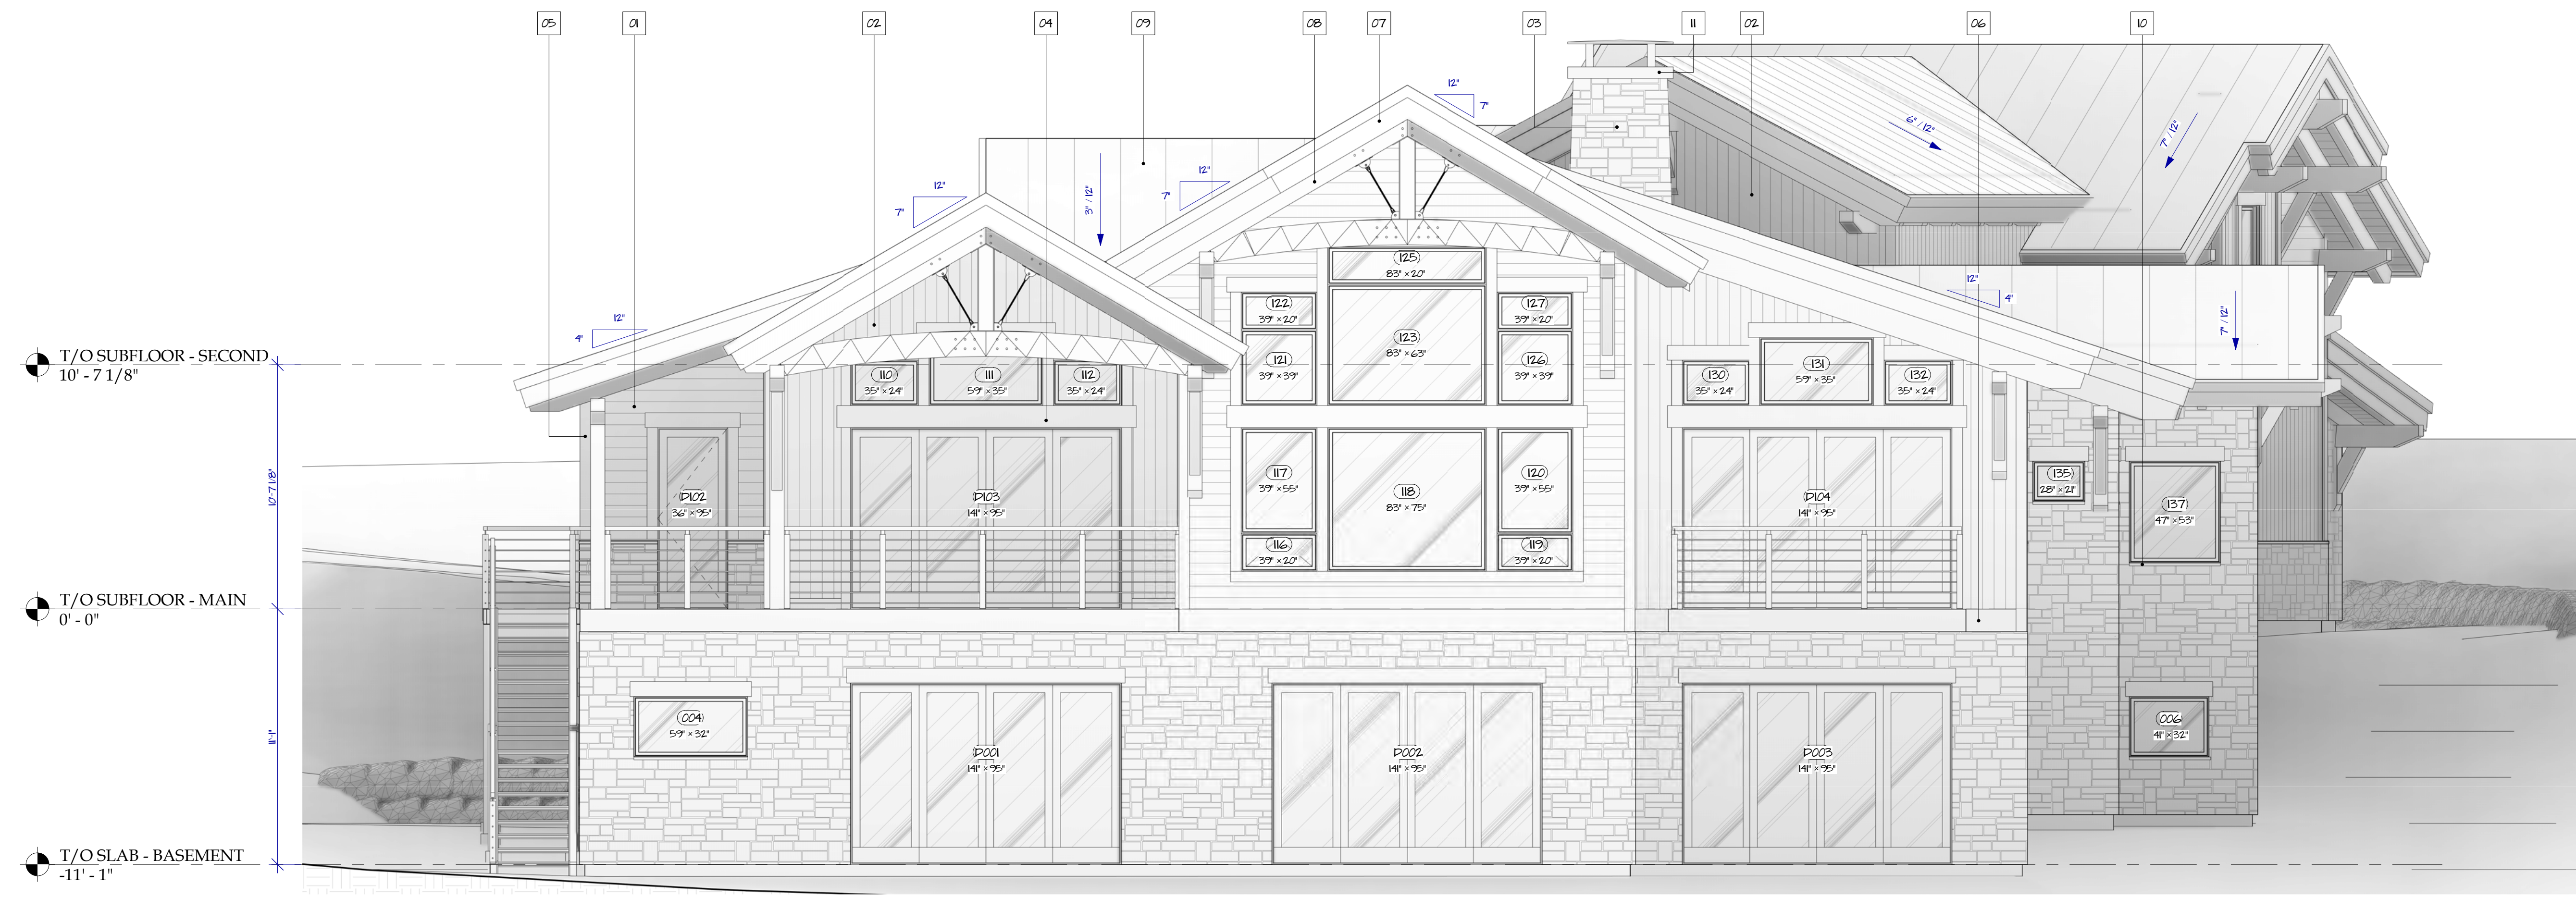 05 01 02 04 09 08 07 03 11 02 06 10
12" 7"
6" / 12"
7" / 12"
12" 7"
3" / 12"
12" 7"
12" 4"
7" / 12"
12" 4"
T/O SUBFLOOR - SECOND
10' - 7 1/8"
10'-7 1/8"
T/O SUBFLOOR - MAIN
0' - 0"
11'-1"
T/O SLAB - BASEMENT
-11' - 1"
125
83" × 20"
122
39" × 20"
127
39" × 20"
123
83" × 63"
121
39" × 39"
126
39" × 39"
110
35" × 24"
111
59" × 35"
112
35" × 24"
130
35" × 24"
131
59" × 35"
132
35" × 24"
D102
36" × 95"
D103
141" × 95"
117
39" × 55"
118
83" × 75"
120
39" × 55"
D104
141" × 95"
135
28" × 21"
137
47" × 53"
116
39" × 20"
119
39" × 20"
004
59" × 32"
D001
141" × 95"
D002
141" × 95"
D003
141" × 95"
006
41" × 32"